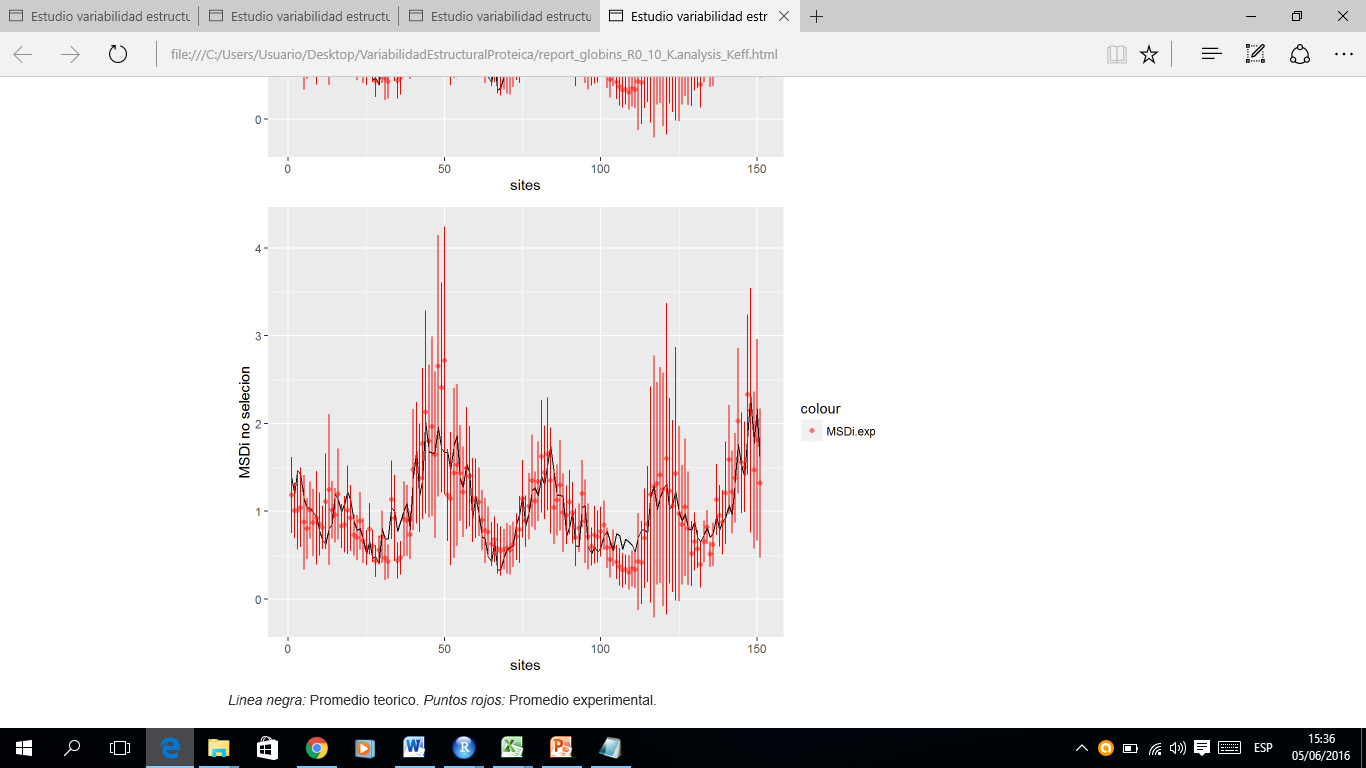 Estudio variabilidad estructu
Estudio variabilidad estructu
Estudio variabilidad estructu
Estudio variabilidad estr
file:///C:/Users/Usuario/Desktop/VariabilidadEstructuralProteica/report_globins_R0_10_K.analysis_Keff.html
0
0 50 100 150
sites
4
3
2
1
0
MSDi no selecion
0 50 100 150
sites
colour
MSDi.exp
Linea negra: Promedio teorico. Puntos rojos: Promedio experimental.
ESP
15:36
05/06/2016